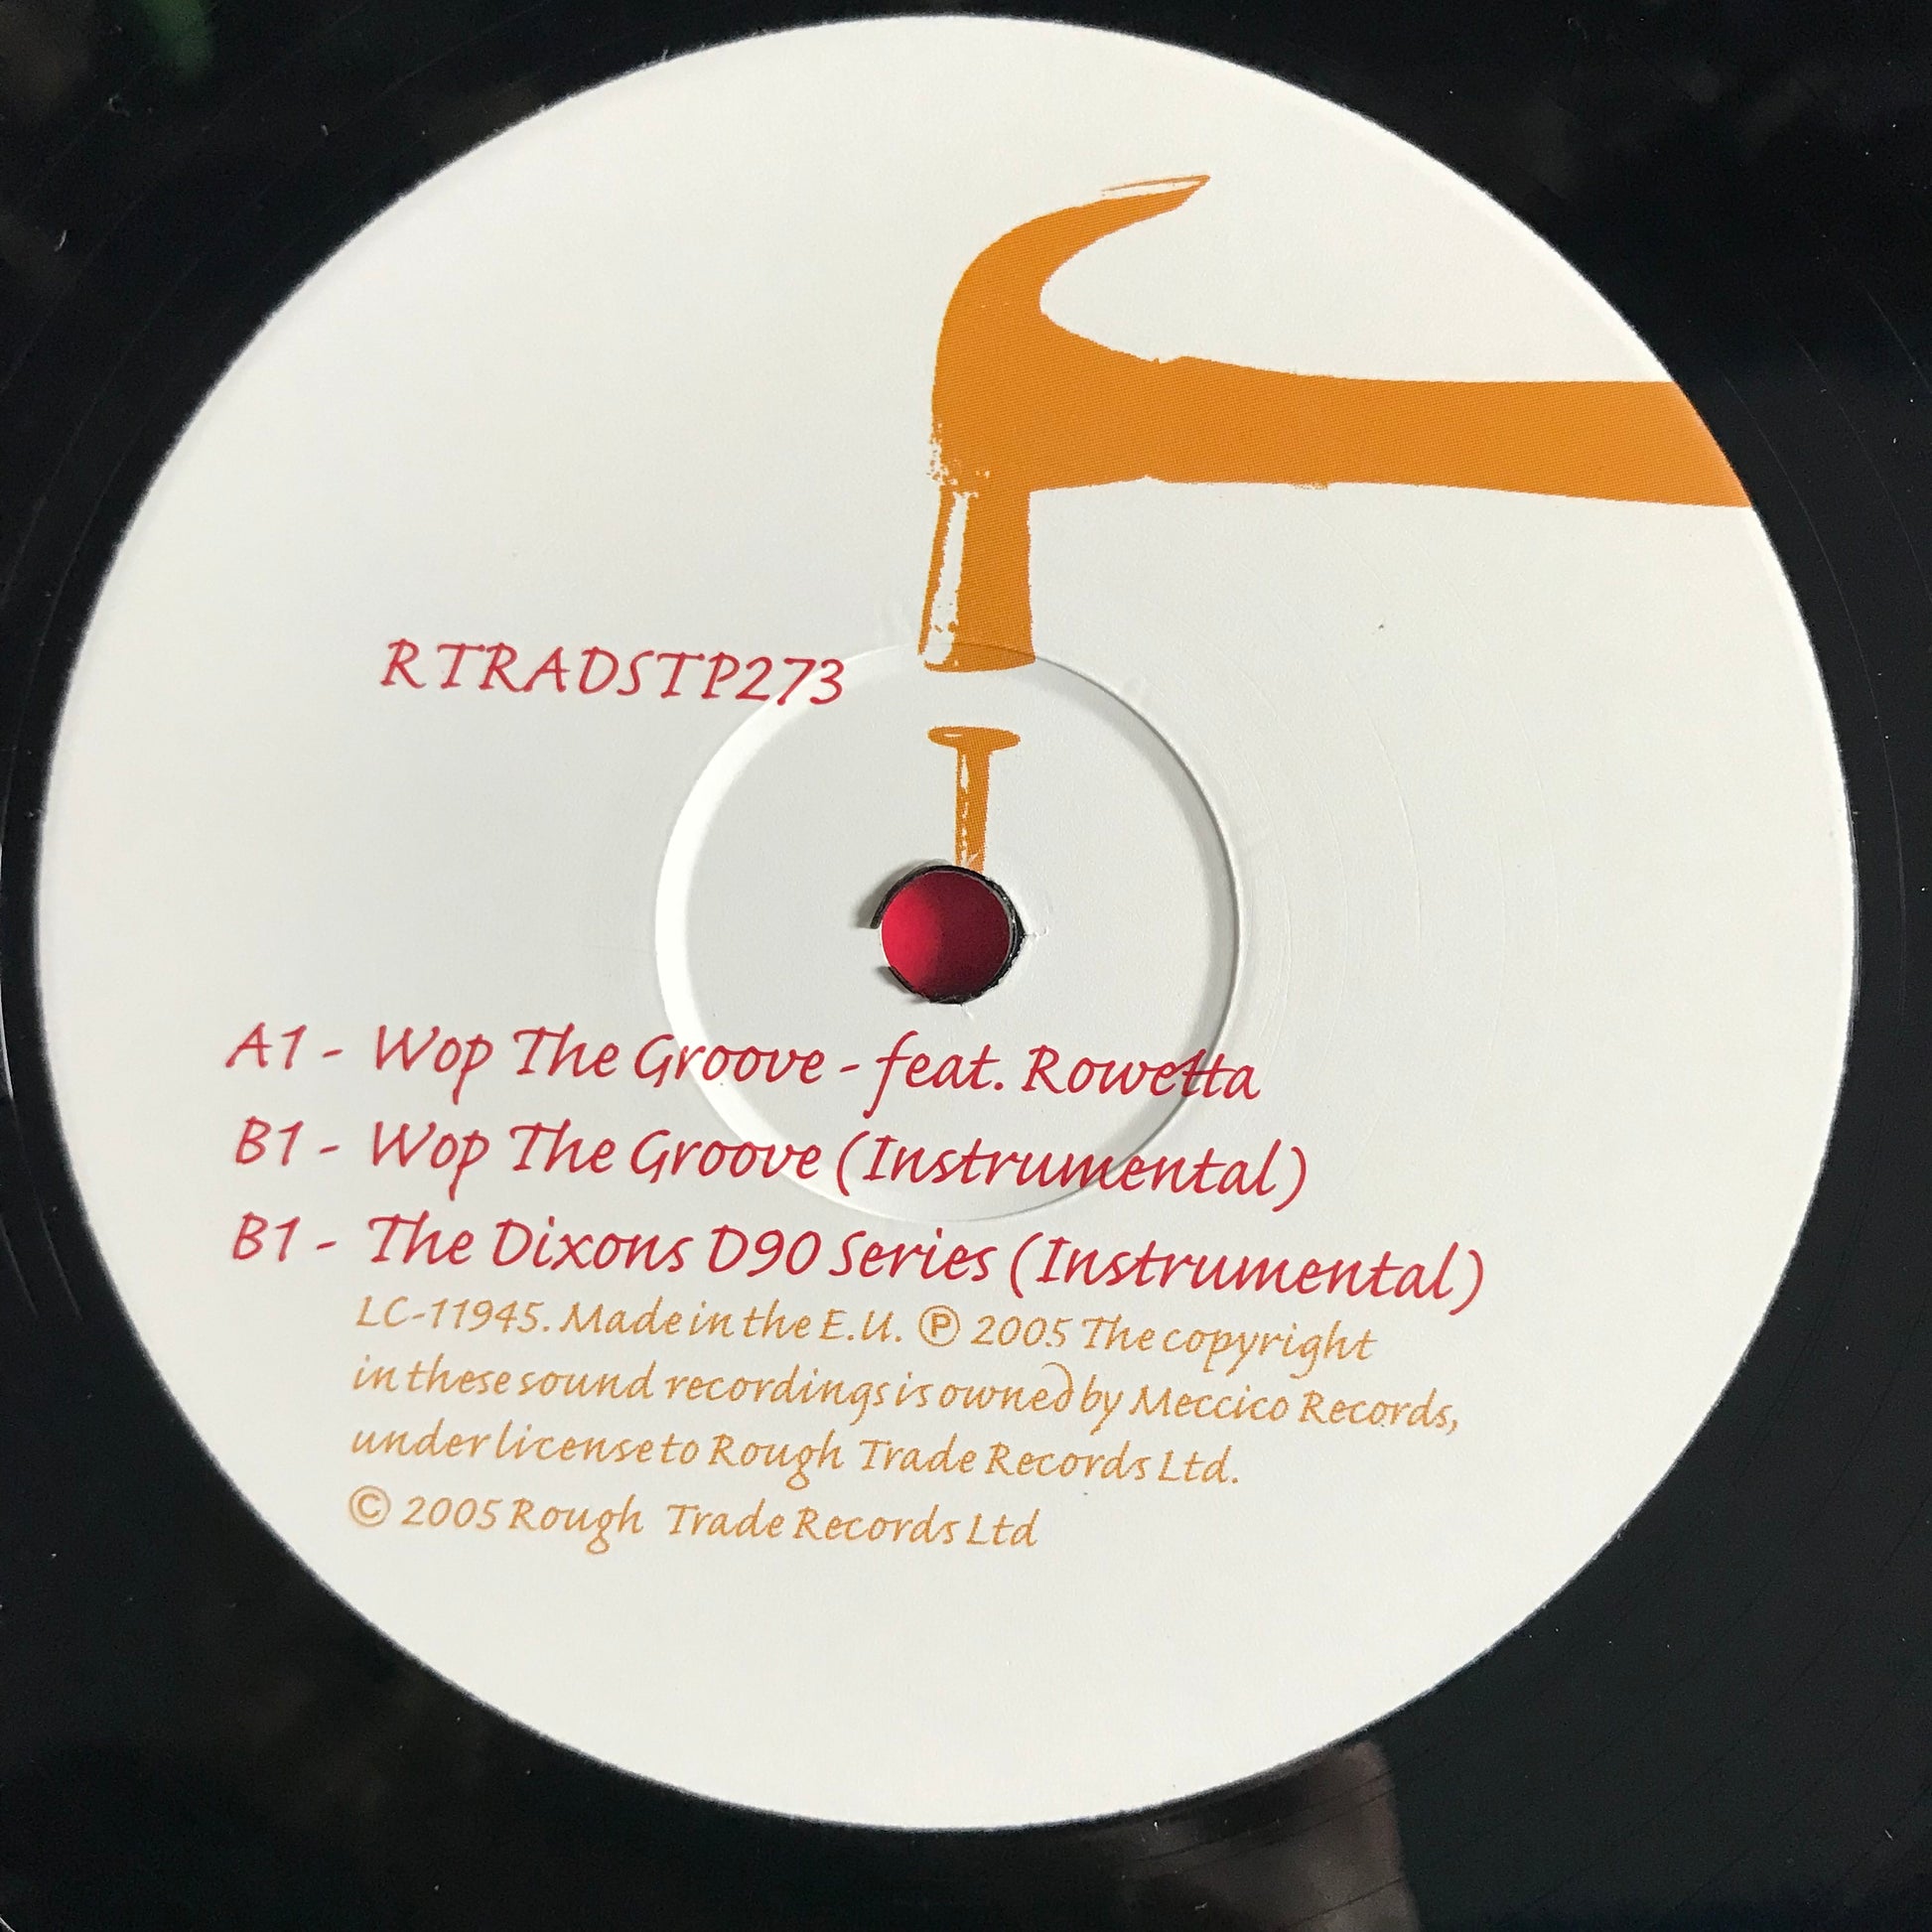 RTRADSTP273
A1 - Wop The Groove - feat. Rowetta
B1 - Wop The Groove (Instrumental)
B1 - The Dixons D90 Series (Instrumental)
LC-11945. Made in the E.U. ℗ 2005 The copyright
in these sound recordings is owned by Meccico Records,
under license to Rough Trade Records Ltd.
© 2005 Rough Trade Records Ltd